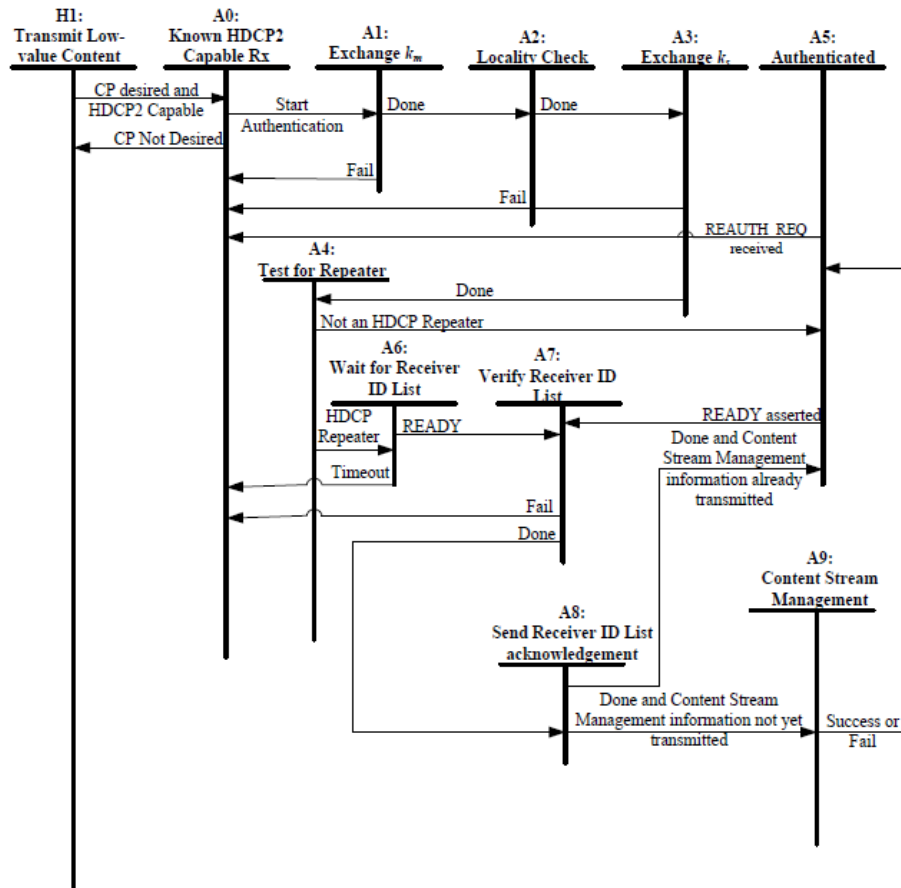 H1:
Transmit Low-
value Content
A0:
Known HDCP2
Capable Rx
A1:
Exchange km
A2:
Locality Check
A3:
Exchange ks
A5:
Authenticated
CP desired and
HDCP2 Capable
Start
Authentication
Done
Done
CP Not Desired
Fail
Fail
REAUTH_REQ
received
A4:
Test for Repeater
Done
Not an HDCP Repeater
A6:
Wait for Receiver
ID List
A7:
Verify Receiver ID
List
HDCP
Repeater
READY
READY asserted
Done and Content
Stream Management
information already
transmitted
Timeout
Fail
Done
A9:
Content Stream
Management
A8:
Send Receiver ID List
acknowledgement
Done and Content Stream
Management information not yet
transmitted
Success or
Fail